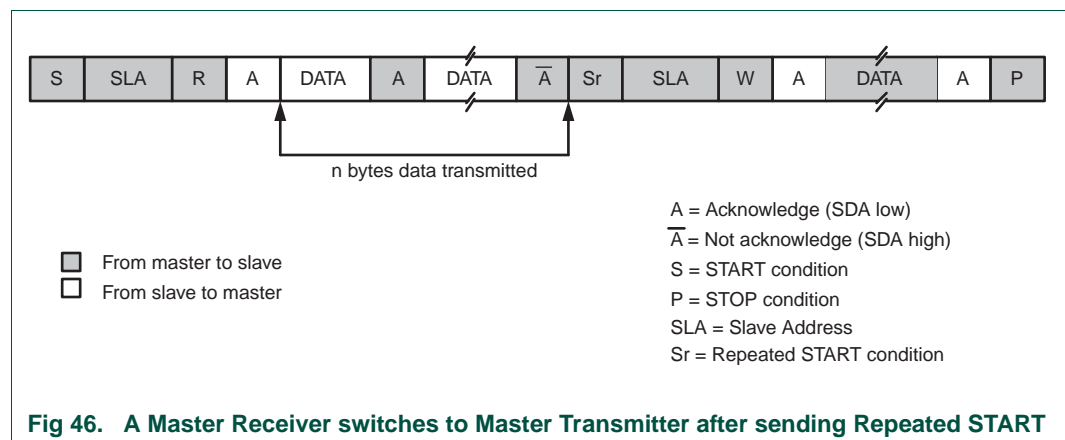 S SLA R A DATA A DATA A̅ Sr SLA W A DATA A P
n bytes data transmitted
From master to slave
From slave to master
A = Acknowledge (SDA low)
A̅ = Not acknowledge (SDA high)
S = START condition
P = STOP condition
SLA = Slave Address
Sr = Repeated START condition
Fig 46. A Master Receiver switches to Master Transmitter after sending Repeated START